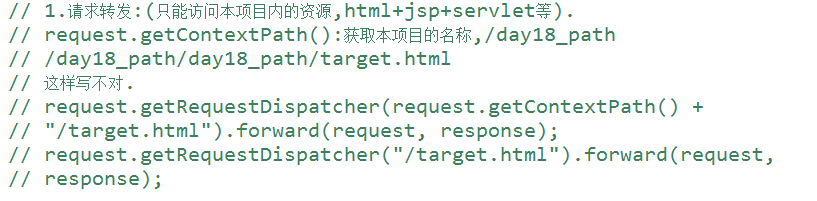 // 1.请求转发:(只能访问本项目内的资源,html+jsp+servlet等).
// request.getContextPath():获取本项目的名称,/day18_path
// /day18_path/day18_path/target.html
// 这样写不对.
// request.getRequestDispatcher(request.getContextPath() +
// "/target.html").forward(request, response);
// request.getRequestDispatcher("/target.html").forward(request,
// response);